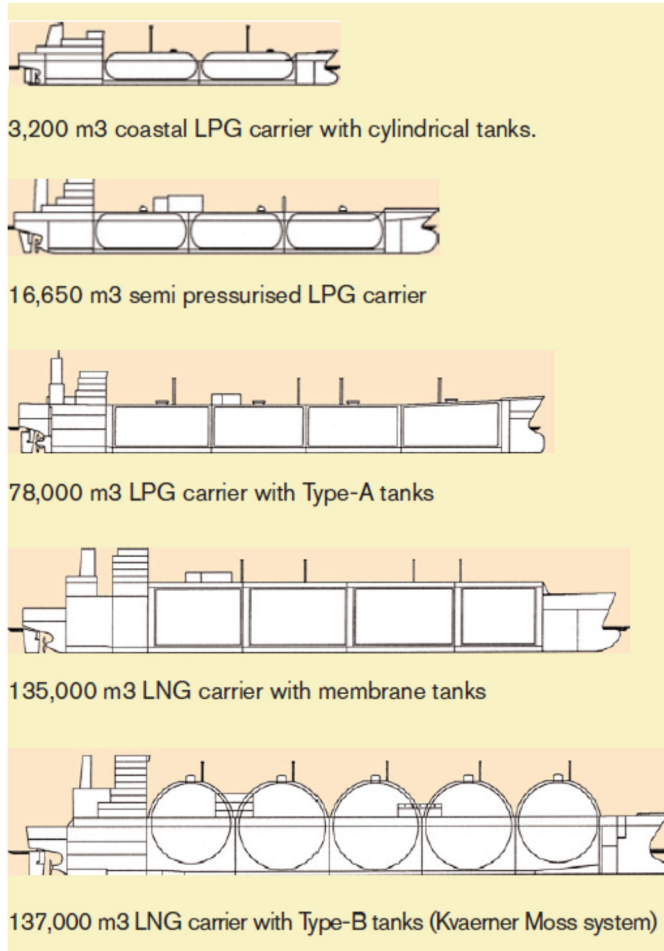 3,200 m3 coastal LPG carrier with cylindrical tanks.
16,650 m3 semi pressurised LPG carrier
78,000 m3 LPG carrier with Type-A tanks
135,000 m3 LNG carrier with membrane tanks
137,000 m3 LNG carrier with Type-B tanks (Kvaerner Moss system)